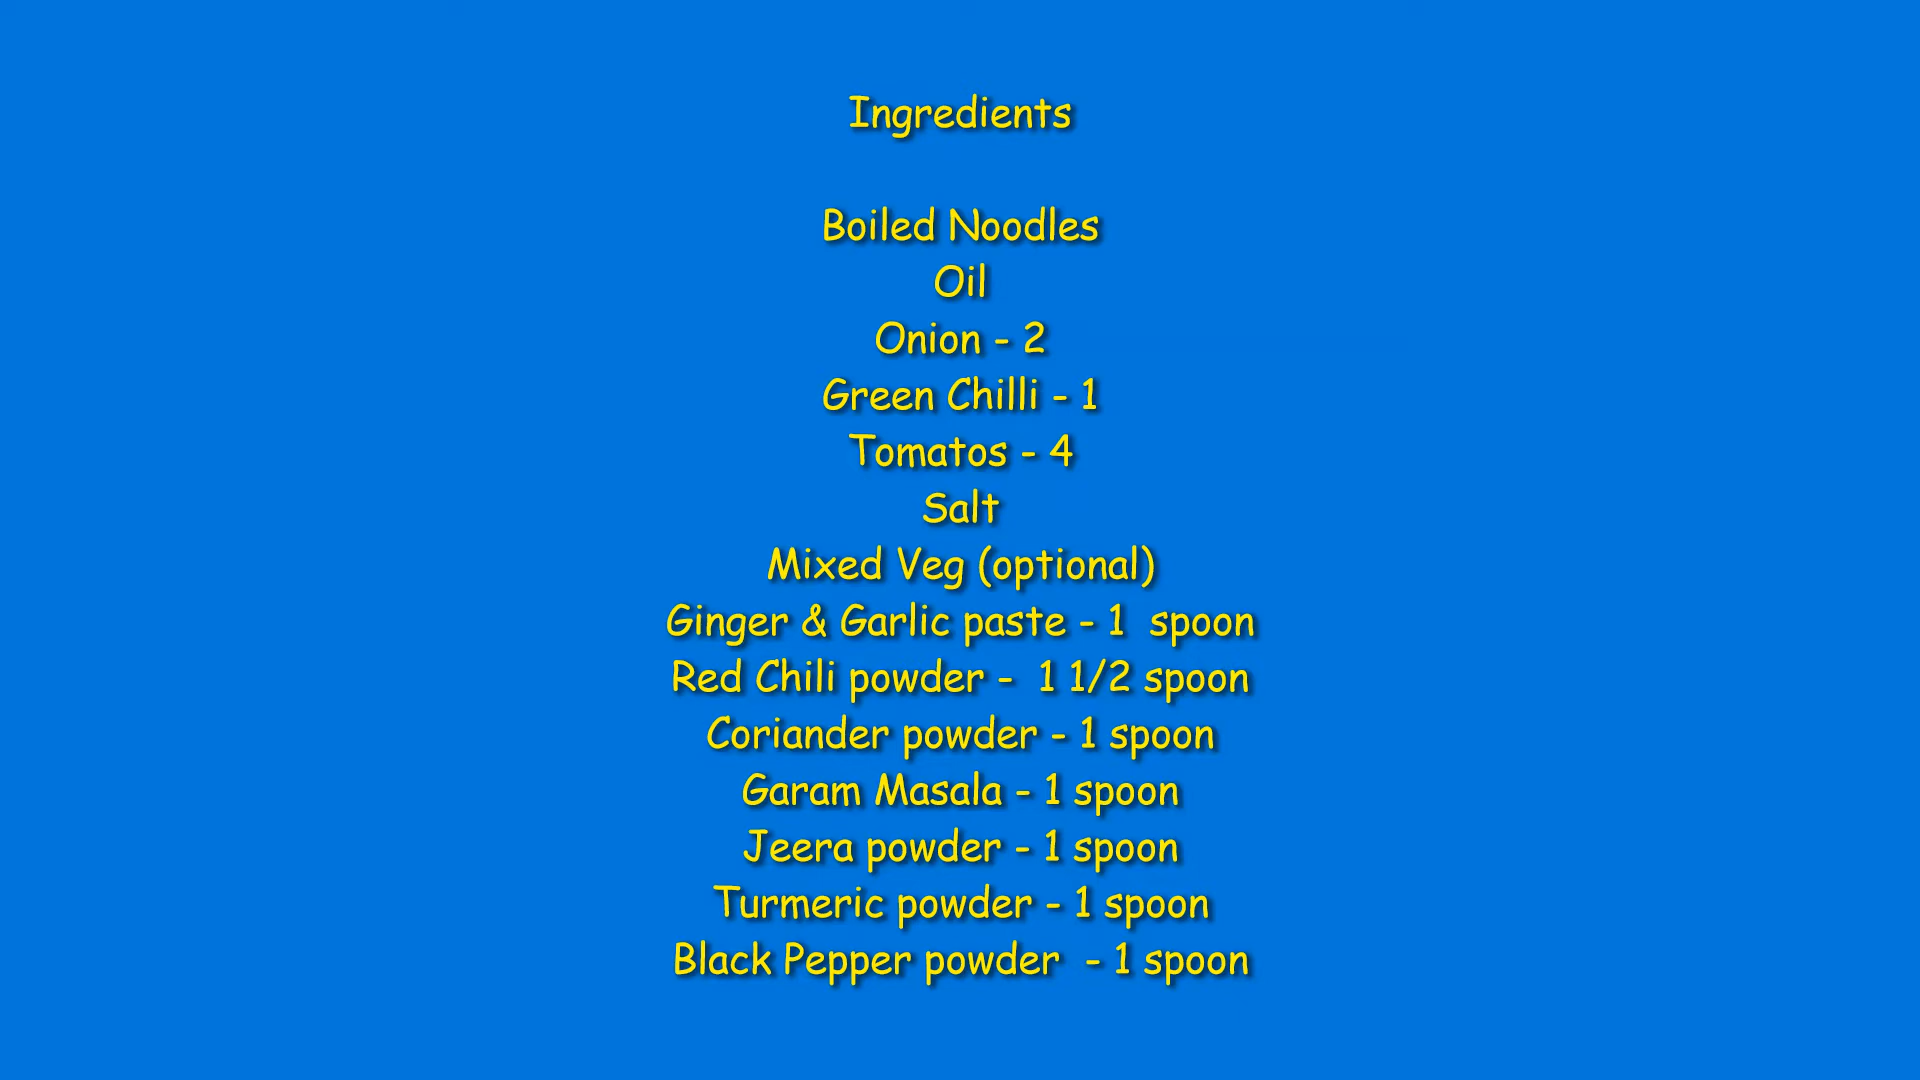 Ingredients
Boiled Noodles
Oil
Onion - 2
Green Chilli - 1
Tomatos - 4
Salt
Mixed Veg (optional)
Ginger & Garlic paste - 1  spoon
Red Chili powder -  1 1/2 spoon
Coriander powder - 1 spoon
Garam Masala - 1 spoon
Jeera powder - 1 spoon
Turmeric powder - 1 spoon
Black Pepper powder  - 1 spoon